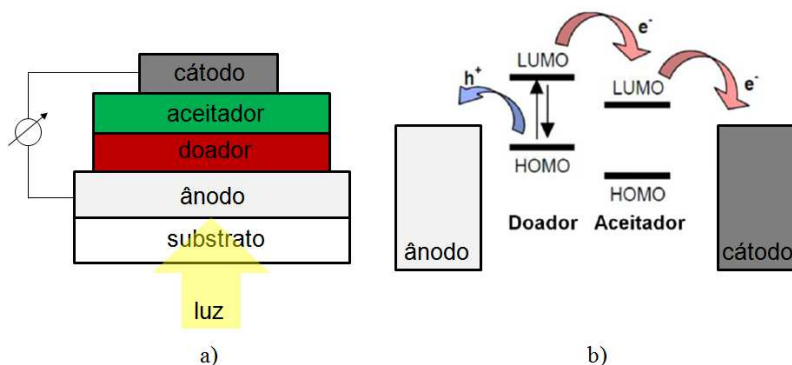 cátodo
aceitador
doador
ânodo
substrato
luz
a)
e⁻
LUMO
h⁺
LUMO
e⁻
HOMO
HOMO
ânodo
Doador Aceitador
cátodo
b)